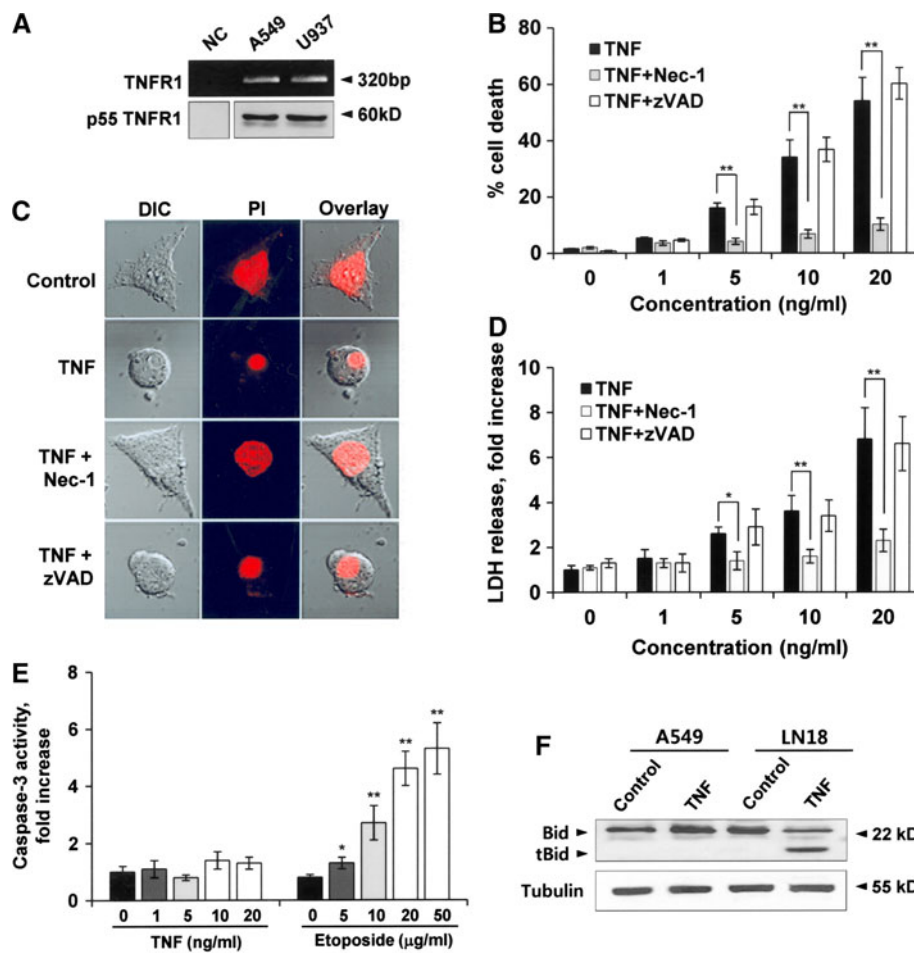 A
NC
A549
U937
TNFR1
320bp
p55 TNFR1
60kD
B
TNF
TNF+Nec-1
TNF+zVAD
**
**
**
% cell death
80
60
40
20
0
0 1 5 10 20
Concentration (ng/ml)
C
DIC PI Overlay
Control
TNF
TNF +
Nec-1
TNF +
zVAD
D
TNF
TNF+Nec-1
TNF+zVAD
*
**
**
LDH release, fold increase
10
8
6
4
2
0
0 1 5 10 20
Concentration (ng/ml)
E
Caspase-3 activity,
fold increase
8
6
4
2
0
*
**
**
**
0 1 5 10 20
TNF (ng/ml)
0 5 10 20 50
Etoposide (μg/ml)
F
A549 LN18
Control TNF Control TNF
Bid
22 kD
tBid
Tubulin
55 kD